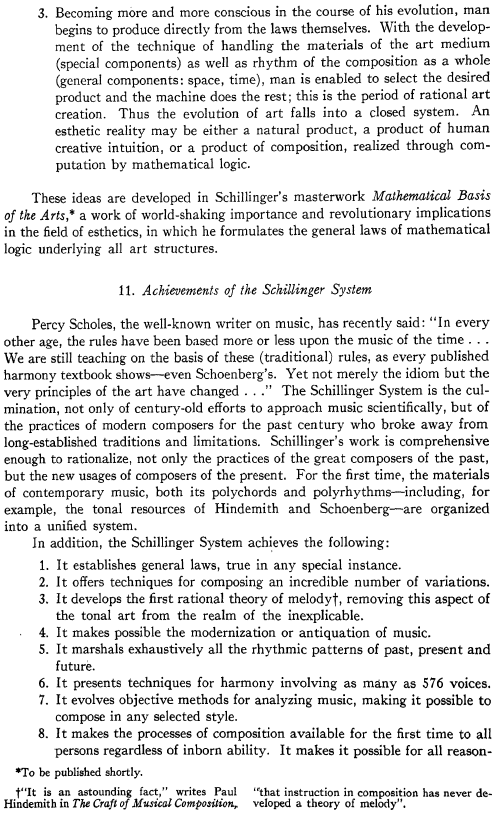 3. Becoming more and more conscious in the course of his evolution, man
begins to produce directly from the laws themselves. With the develop-
ment of the technique of handling the materials of the art medium
(special components) as well as rhythm of the composition as a whole
(general components: space, time), man is enabled to select the desired
product and the machine does the rest; this is the period of rational art
creation. Thus the evolution of art falls into a closed system. An
esthetic reality may be either a natural product, a product of human
creative intuition, or a product of composition, realized through com-
putation by mathematical logic.
These ideas are developed in Schillinger's masterwork Mathematical Basis
of the Arts,* a work of world-shaking importance and revolutionary implications
in the field of esthetics, in which he formulates the general laws of mathematical
logic underlying all art structures.
11. Achievements of the Schillinger System
Percy Scholes, the well-known writer on music, has recently said: "In every
other age, the rules have been based more or less upon the music of the time . . .
We are still teaching on the basis of these (traditional) rules, as every published
harmony textbook shows—even Schoenberg's. Yet not merely the idiom but the
very principles of the art have changed . . ." The Schillinger System is the cul-
mination, not only of century-old efforts to approach music scientifically, but of
the practices of modern composers for the past century who broke away from
long-established traditions and limitations. Schillinger's work is comprehensive
enough to rationalize, not only the practices of the great composers of the past,
but the new usages of composers of the present. For the first time, the materials
of contemporary music, both its polychords and polyrhythms—including, for
example, the tonal resources of Hindemith and Schoenberg—are organized
into a unified system.
In addition, the Schillinger System achieves the following:
1. It establishes general laws, true in any special instance.
2. It offers techniques for composing an incredible number of variations.
3. It develops the first rational theory of melody†, removing this aspect of
the tonal art from the realm of the inexplicable.
4. It makes possible the modernization or antiquation of music.
5. It marshals exhaustively all the rhythmic patterns of past, present and
future.
6. It presents techniques for harmony involving as many as 576 voices.
7. It evolves objective methods for analyzing music, making it possible to
compose in any selected style.
8. It makes the processes of composition available for the first time to all
persons regardless of inborn ability. It makes it possible for all reason-
*To be published shortly.
†"It is an astounding fact," writes Paul
Hindemith in The Craft of Musical Composition,
"that instruction in composition has never de-
veloped a theory of melody".